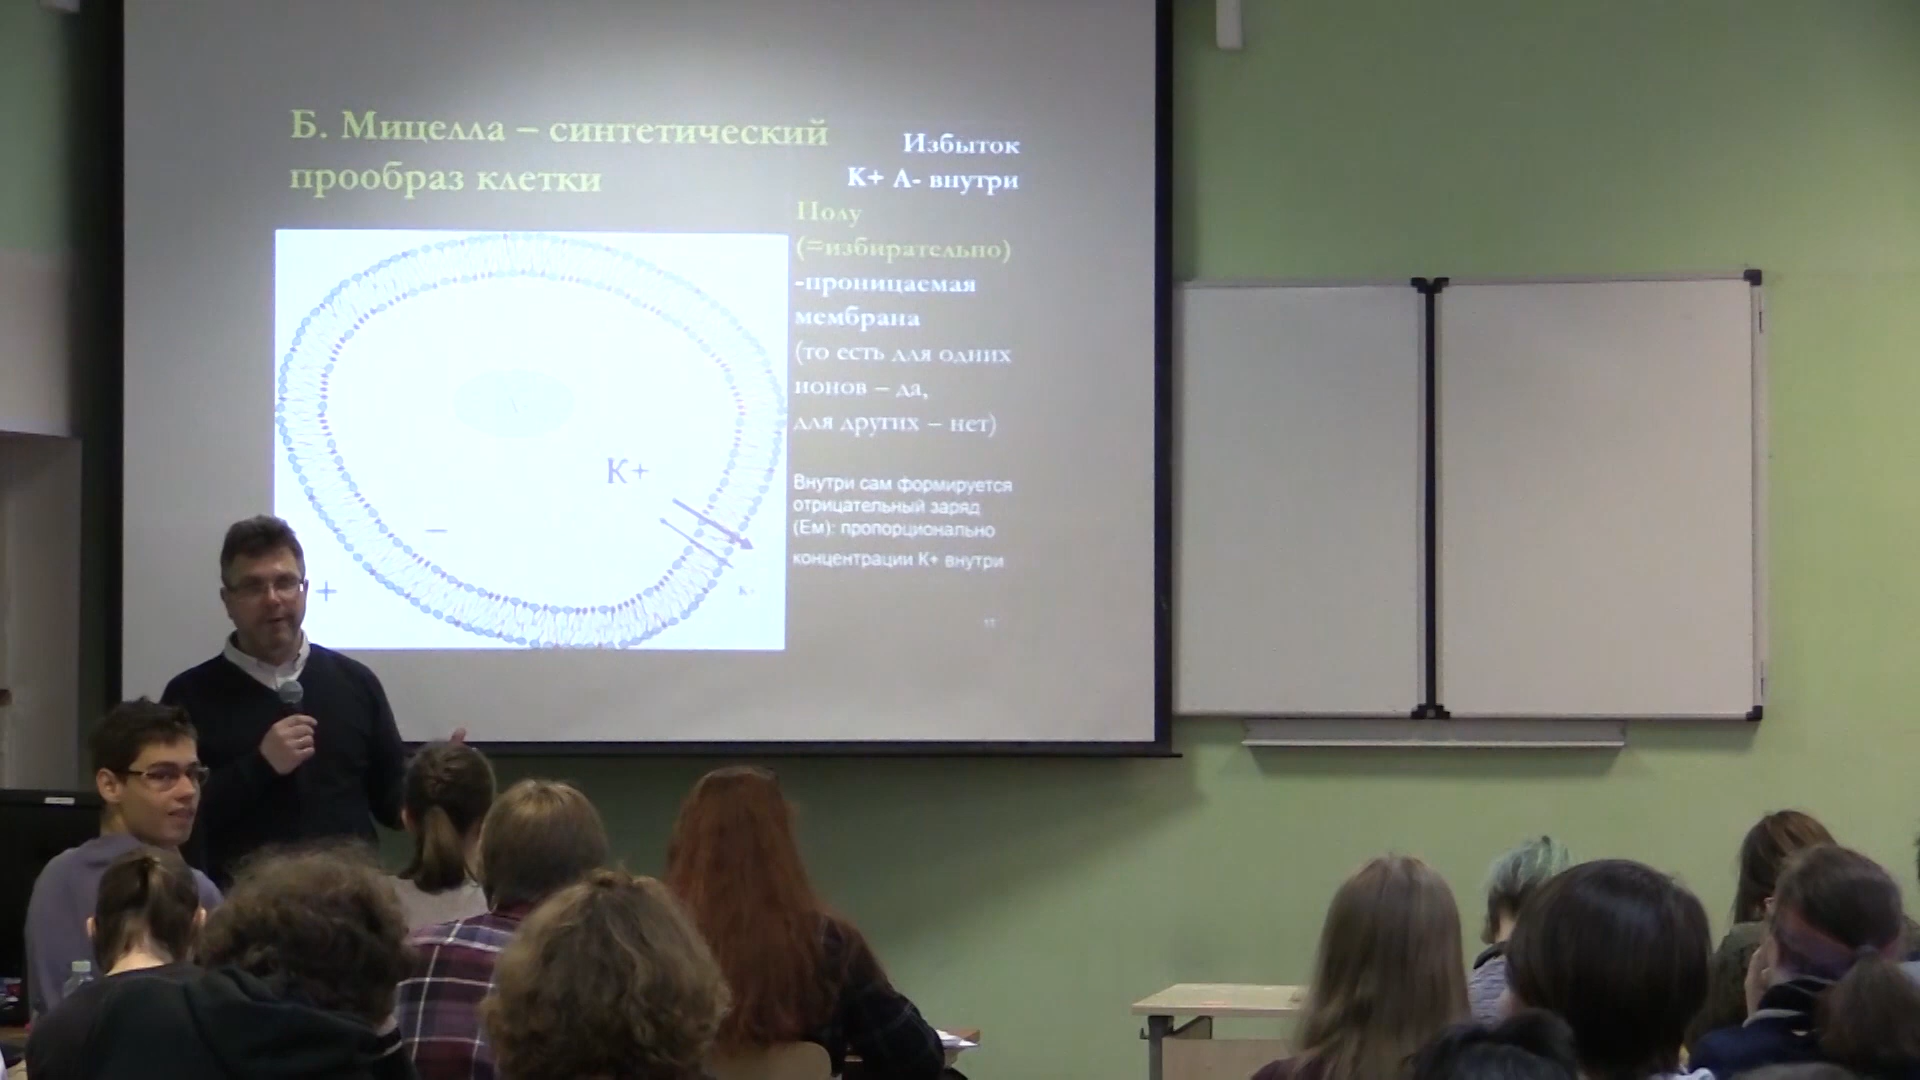 Б. Мицелла – синтетический
прообраз клетки
Избыток
К+ А- внутри
Полу
(=избирательно)
-проницаемая
мембрана
(то есть для одних
ионов – да,
для других – нет)
Внутри сам формируется
отрицательный заряд
(Ем): пропорционально
концентрации К+ внутри
К+
–
+